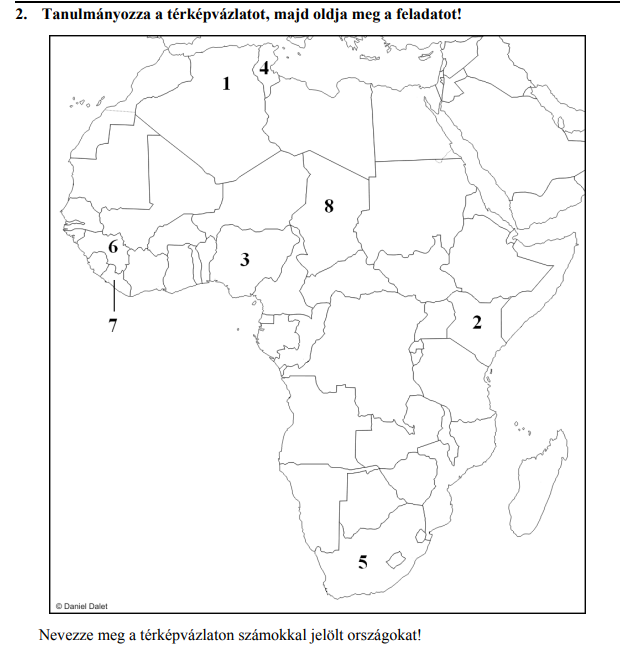 2. Tanulmányozza a térképvázlatot, majd oldja meg a feladatot!
4
1
8
6
3
7
2
5
© Daniel Dalet
Nevezze meg a térképvázlaton számokkal jelölt országokat!